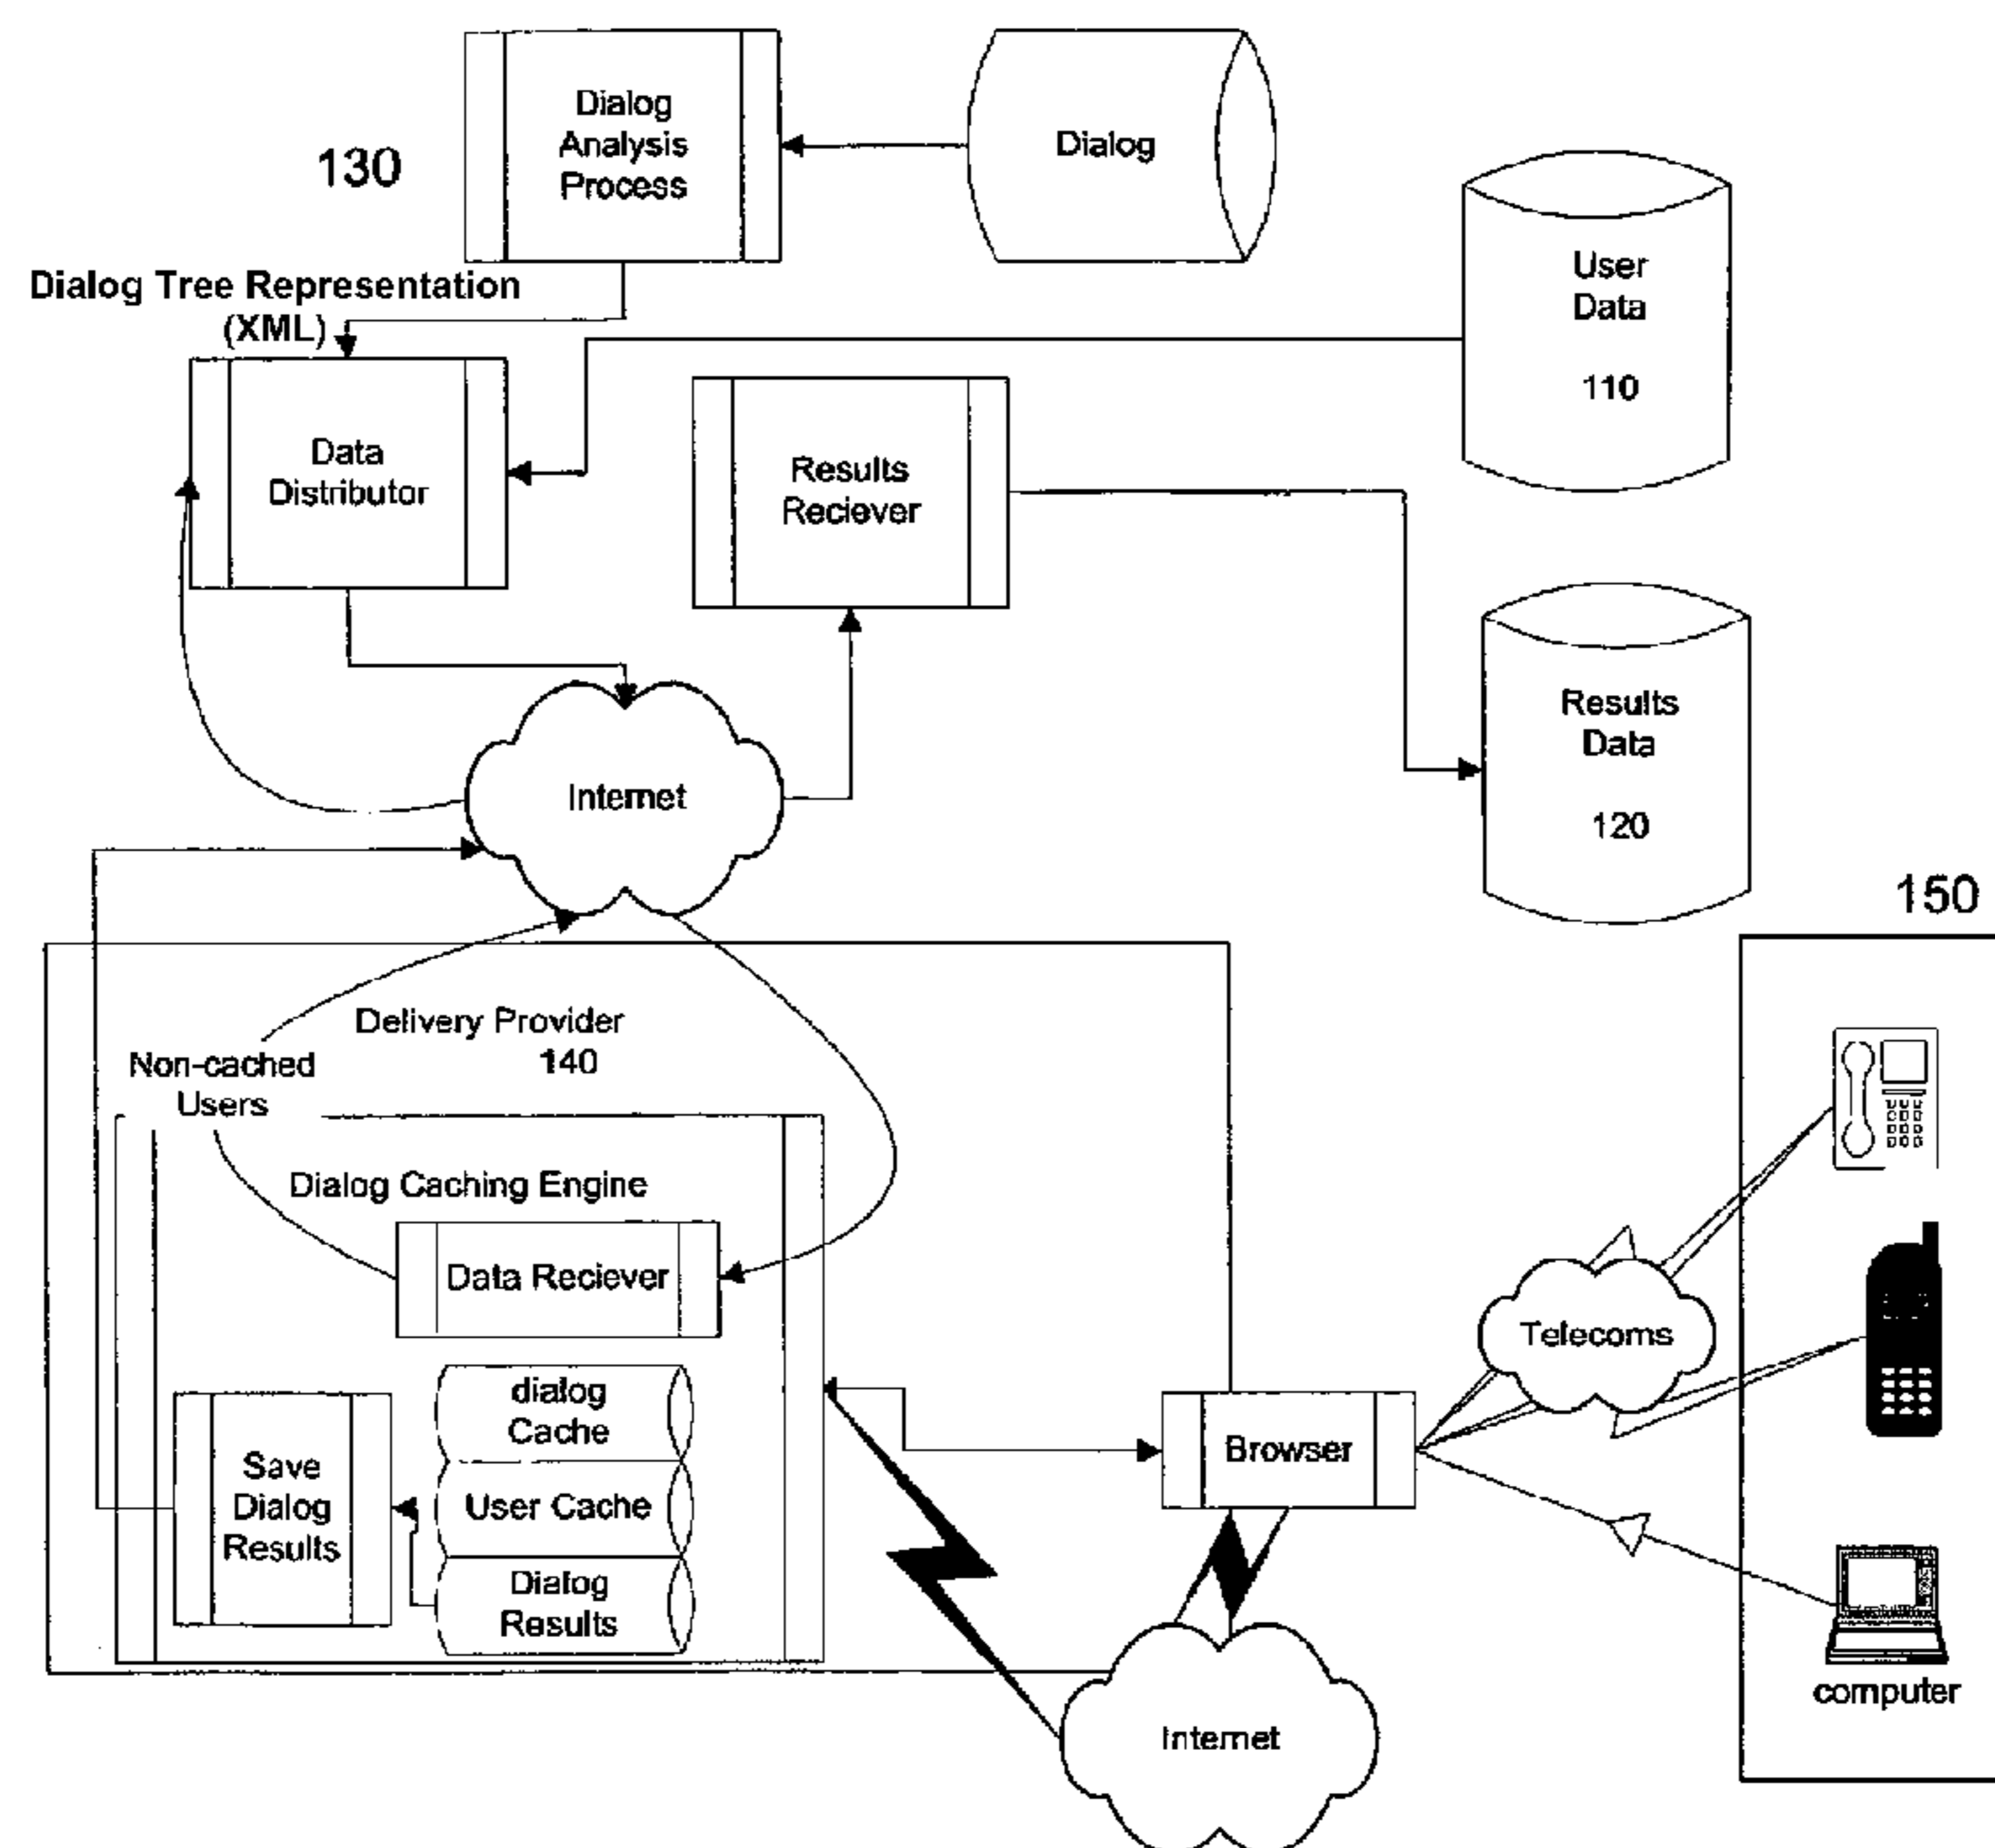 130
Dialog
Analysis
Process
Dialog
Dialog Tree Representation
(XML)
User
Data
110
Data
Distributor
Results
Reciever
Internet
Results
Data
120
150
Delivery Provider
140
Non-cached
Users
Dialog Caching Engine
Data Reciever
Telecoms
dialog
Cache
Save
Dialog
Results
User Cache
Browser
Dialog
Results
computer
Internet